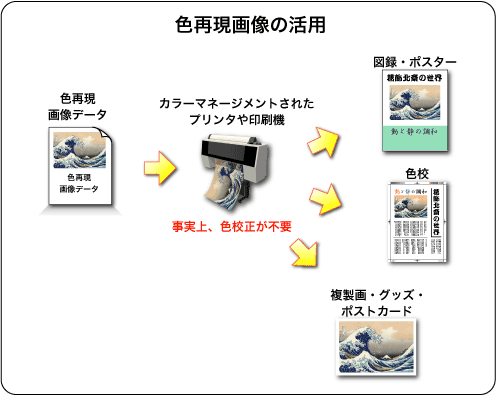 色再現画像の活用
色再現
画像データ
色再現
画像データ
カラーマネージメントされた
プリンタや印刷機
事実上、色校正が不要
図録・ポスター
葛飾北斎の世界
動と静の調和
色校
動と静の調和
葛飾北斎の世界
複製画・グッズ・
ポストカード